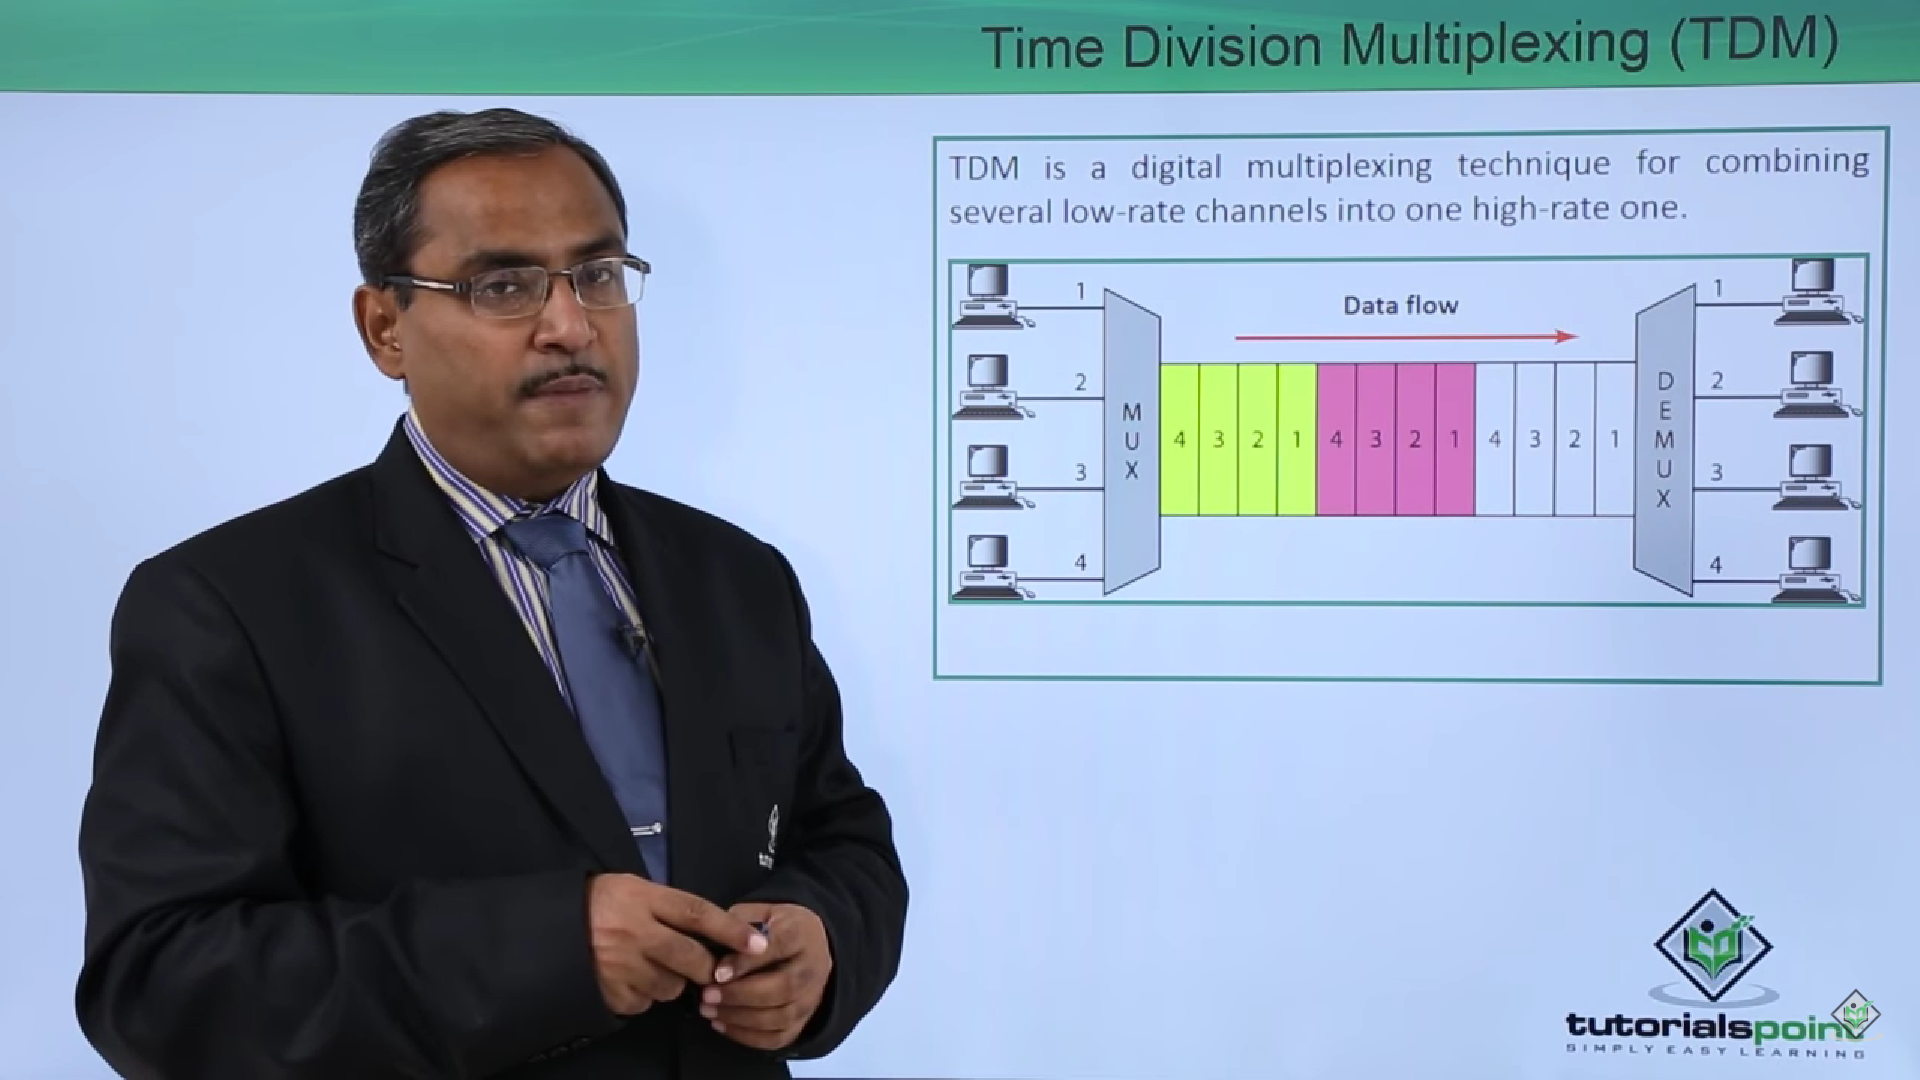 Time Division Multiplexing (TDM)
TDM is a digital multiplexing technique for combining
several low-rate channels into one high-rate one.
Data flow
1
2
3
4
M
U
X
4 3 2 1 4 3 2 1 4 3 2 1
D
E
M
U
X
1
2
3
4
tutorialspoint
SIMPLY EASY LEARNING